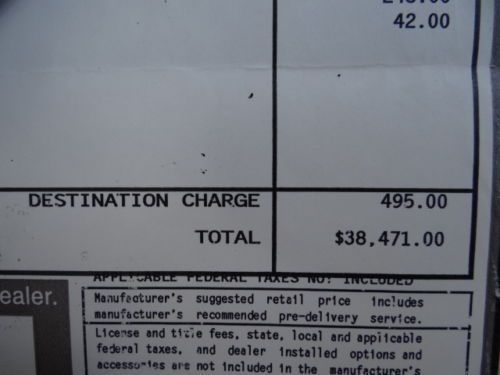 42.00
DESTINATION CHARGE 495.00
TOTAL $38,471.00
APPLICABLE FEDERAL TAXES NOT INCLUDED
ealer.
Manufacturer's suggested retail price includes
manufacturer's recommended pre-delivery service.
License and title fees, state, local and applicable
federal taxes, and dealer installed options and
accessories are not included in the manufacturer's